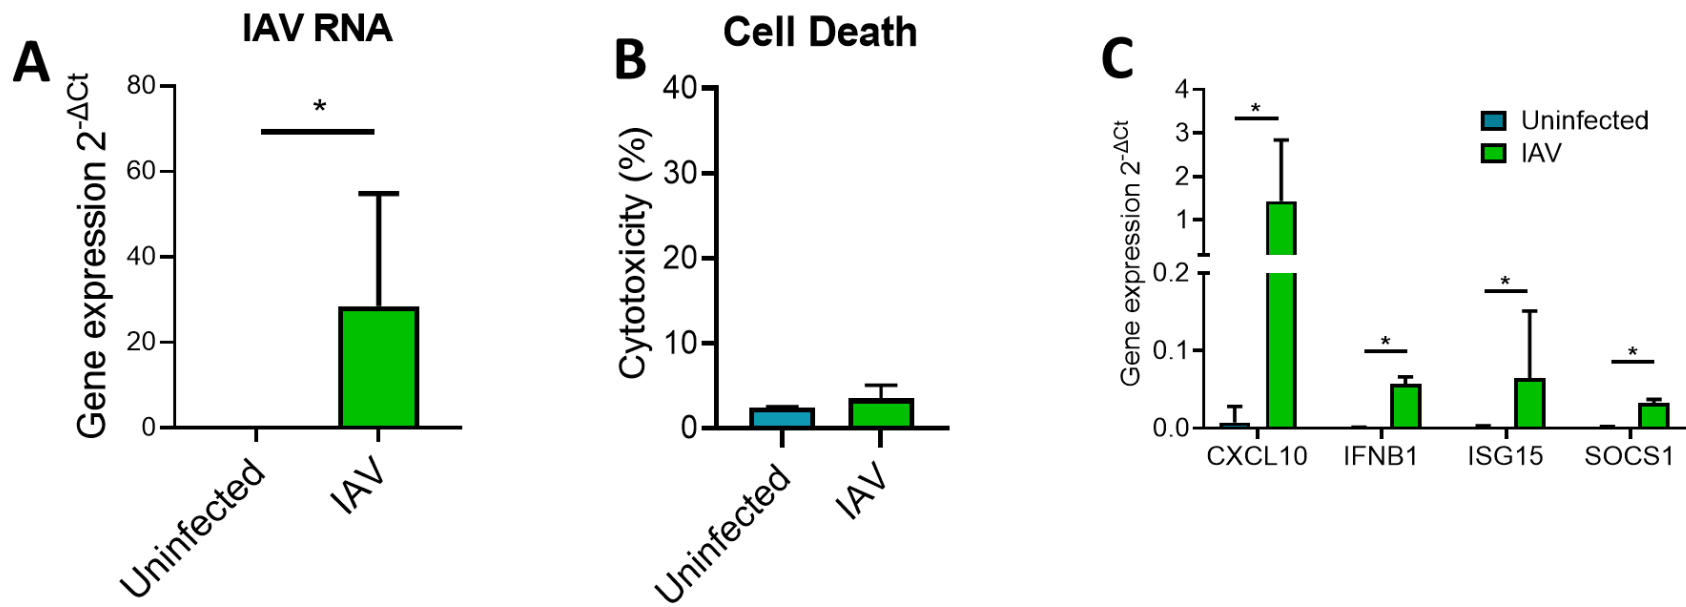 A
IAV RNA
Gene expression 2-ΔCt
80
60
40
20
0
*
Uninfected
IAV
B
Cell Death
Cytotoxicity (%)
40
30
20
10
0
Uninfected
IAV
C
Gene expression 2-ΔCt
4
3
2
1
0.2
0.1
0.0
*
*
*
*
Uninfected
IAV
CXCL10 IFNB1 ISG15 SOCS1